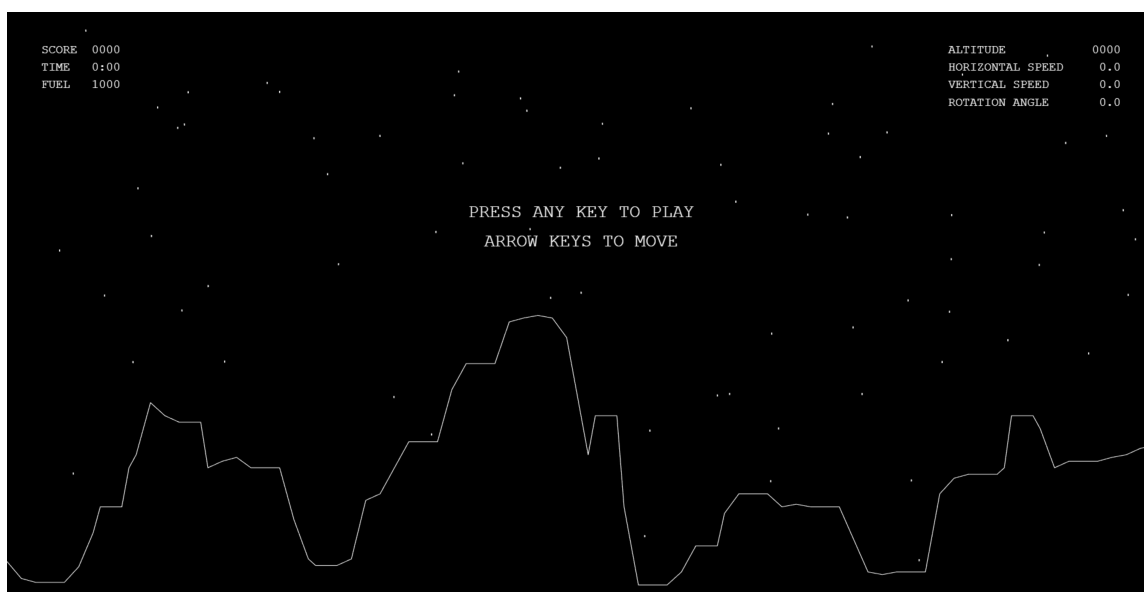 SCORE 0000
TIME 0:00
FUEL 1000
ALTITUDE 0000
HORIZONTAL SPEED 0.0
VERTICAL SPEED 0.0
ROTATION ANGLE 0.0
PRESS ANY KEY TO PLAY
ARROW KEYS TO MOVE